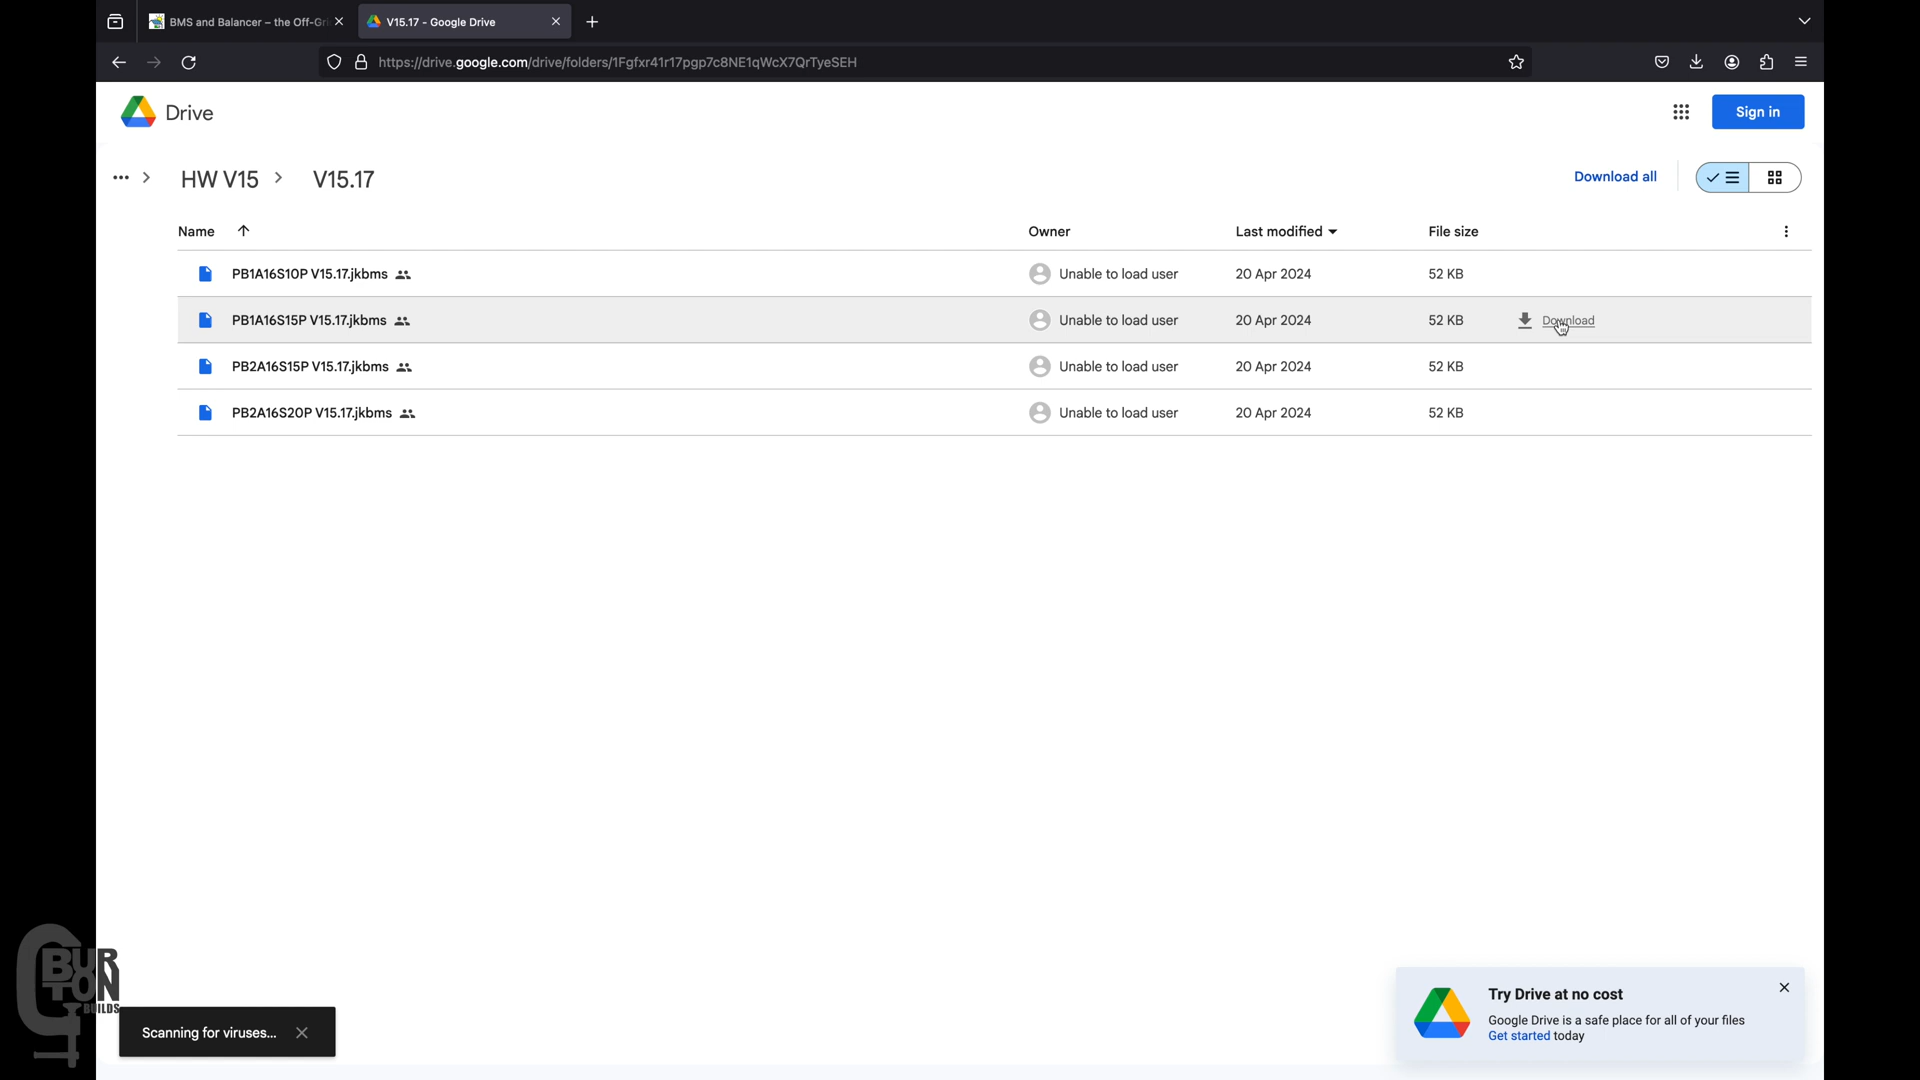 BMS and Balancer – the Off-Gri
V15.17 - Google Drive
https://drive.google.com/drive/folders/1Fgfxr41r17pgp7c8NE1qWcX7QrTyeSEH
Drive
Sign in
HW V15
V15.17
Download all
Name Owner Last modified File size
PB1A16S10P V15.17.jkbms Unable to load user 20 Apr 2024 52 KB
PB1A16S15P V15.17.jkbms Unable to load user 20 Apr 2024 52 KB Download
PB2A16S15P V15.17.jkbms Unable to load user 20 Apr 2024 52 KB
PB2A16S20P V15.17.jkbms Unable to load user 20 Apr 2024 52 KB
BUR
TON
BUILDS
Scanning for viruses...
Try Drive at no cost
Google Drive is a safe place for all of your files
Get started today